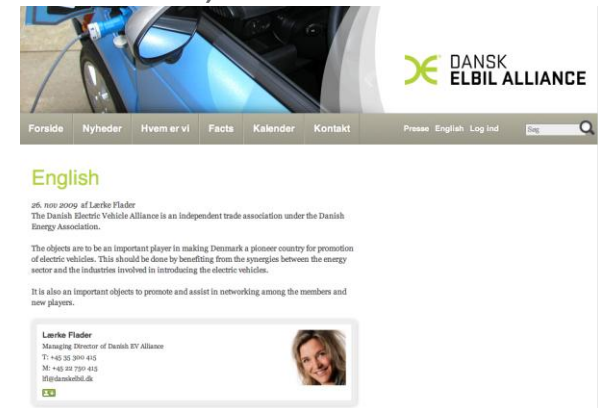 DANSK
ELBIL ALLIANCE
Forside Nyheder Hvem er vi Facts Kalender Kontakt Presse English Log ind Søg
English
26. nov 2009 af Lærke Flader
The Danish Electric Vehicle Alliance is an independent trade association under the Danish
Energy Association.
The objects are to be an important player in making Denmark a pioneer country for promotion
of electric vehicles. This should be done by benefiting from the synergies between the energy
sector and the industries involved in introducing the electric vehicles.
It is also an important objects to promote and assist in networking among the members and
new players.
Lærke Flader
Managing Director of Danish EV Alliance
T: +45 35 300 415
M: +45 22 750 415
lfl@danskelbil.dk